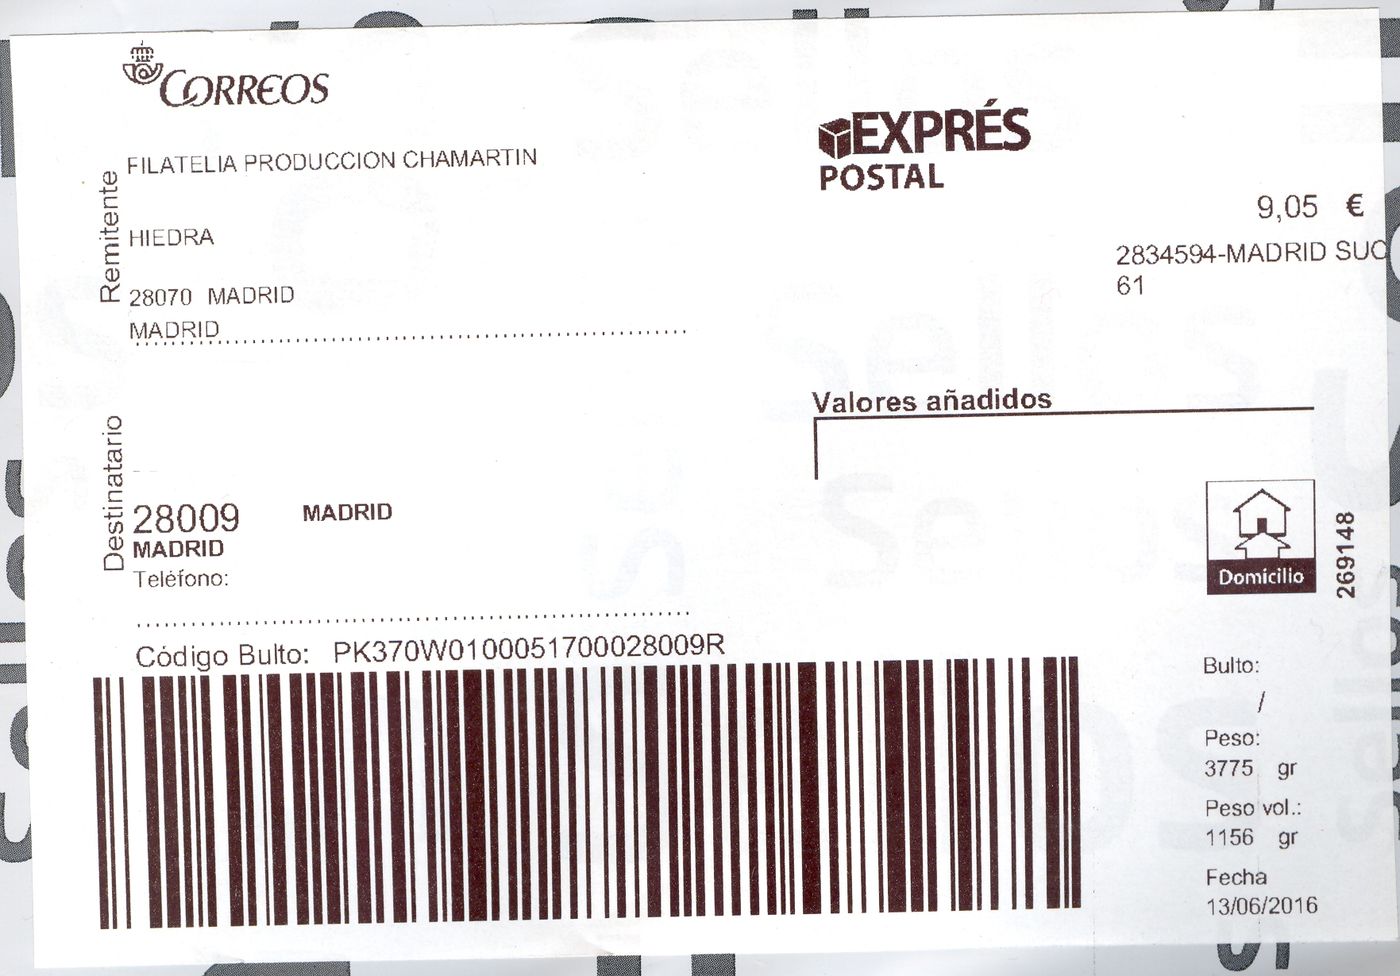 CORREOS
Remitente
FILATELIA PRODUCCION CHAMARTIN
HIEDRA
28070 MADRID
MADRID
EXPRÉS
POSTAL
9,05 €
2834594-MADRID SUC
61
Valores añadidos
Destinatario
28009 MADRID
MADRID
Teléfono:
Domicilio
269148
Código Bulto: PK370W0100051700028009R
Bulto:
/
Peso:
3775 gr
Peso vol.:
1156 gr
Fecha
13/06/2016